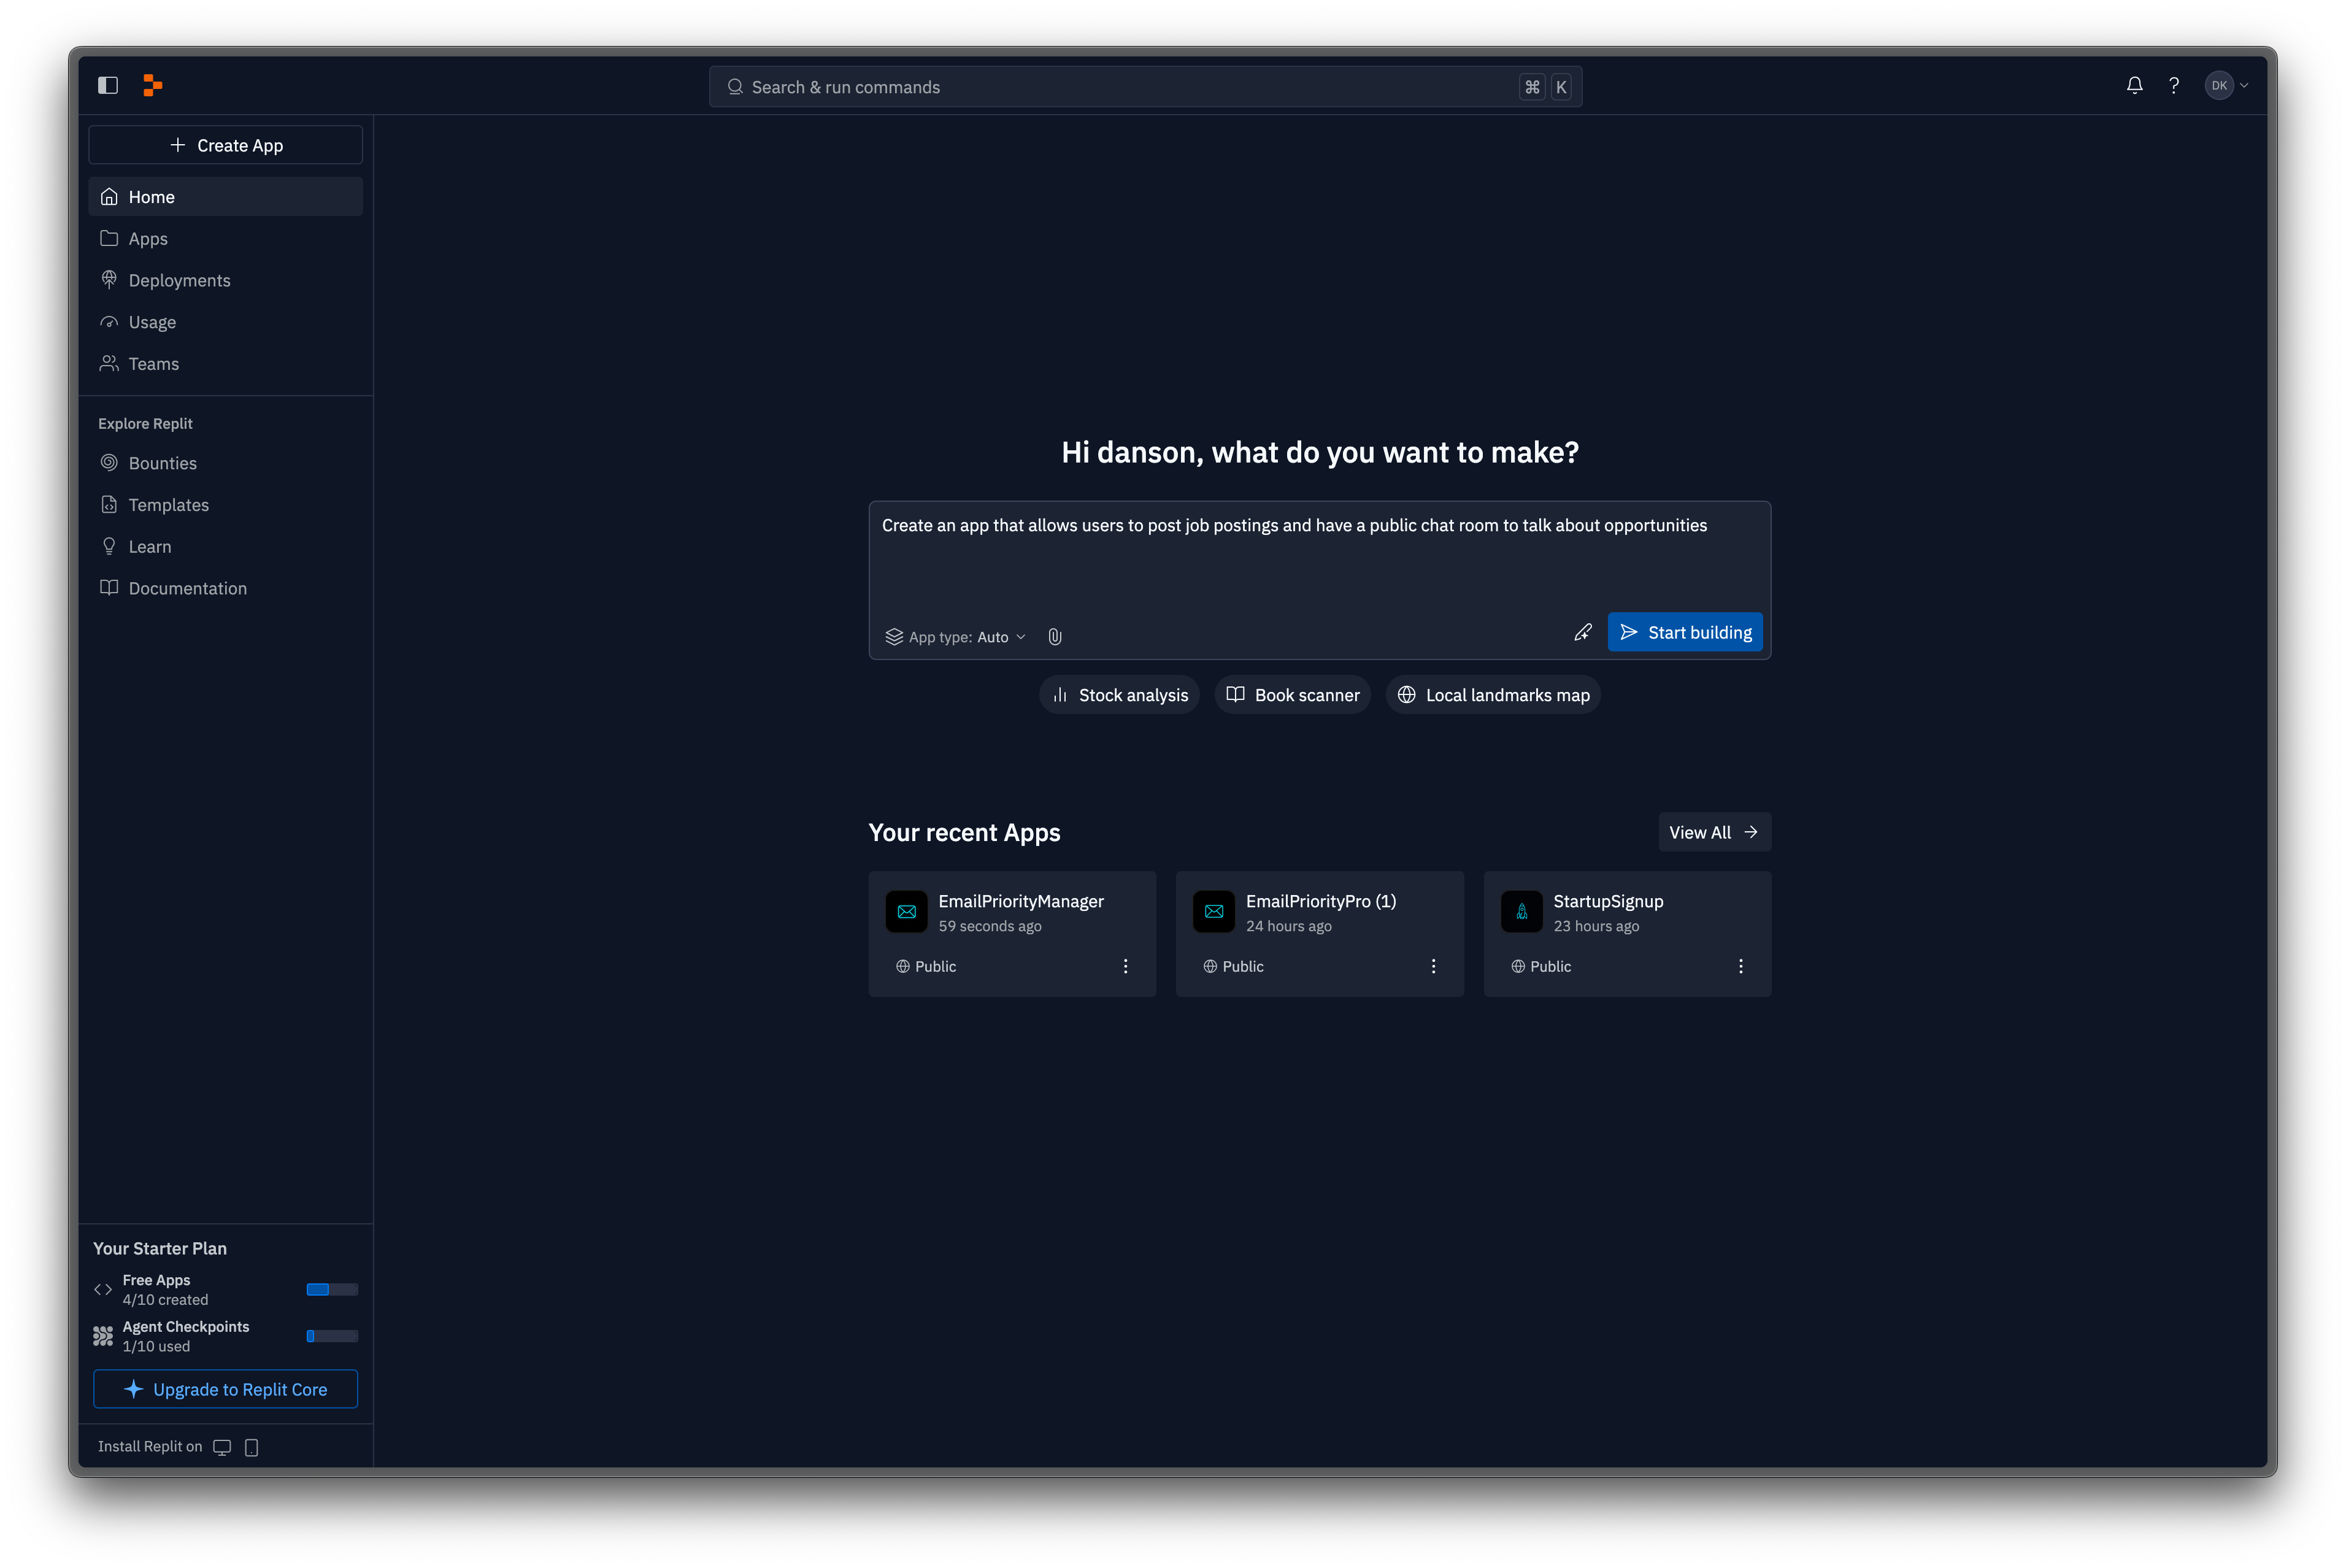 Search & run commands
⌘ K
DK
Create App
Home
Apps
Deployments
Usage
Teams
Explore Replit
Bounties
Templates
Learn
Documentation
Hi danson, what do you want to make?
Create an app that allows users to post job postings and have a public chat room to talk about opportunities
App type: Auto
Start building
Stock analysis
Book scanner
Local landmarks map
Your recent Apps
View All
EmailPriorityManager
59 seconds ago
Public
EmailPriorityPro (1)
24 hours ago
Public
StartupSignup
23 hours ago
Public
Your Starter Plan
Free Apps
4/10 created
Agent Checkpoints
1/10 used
Upgrade to Replit Core
Install Replit on